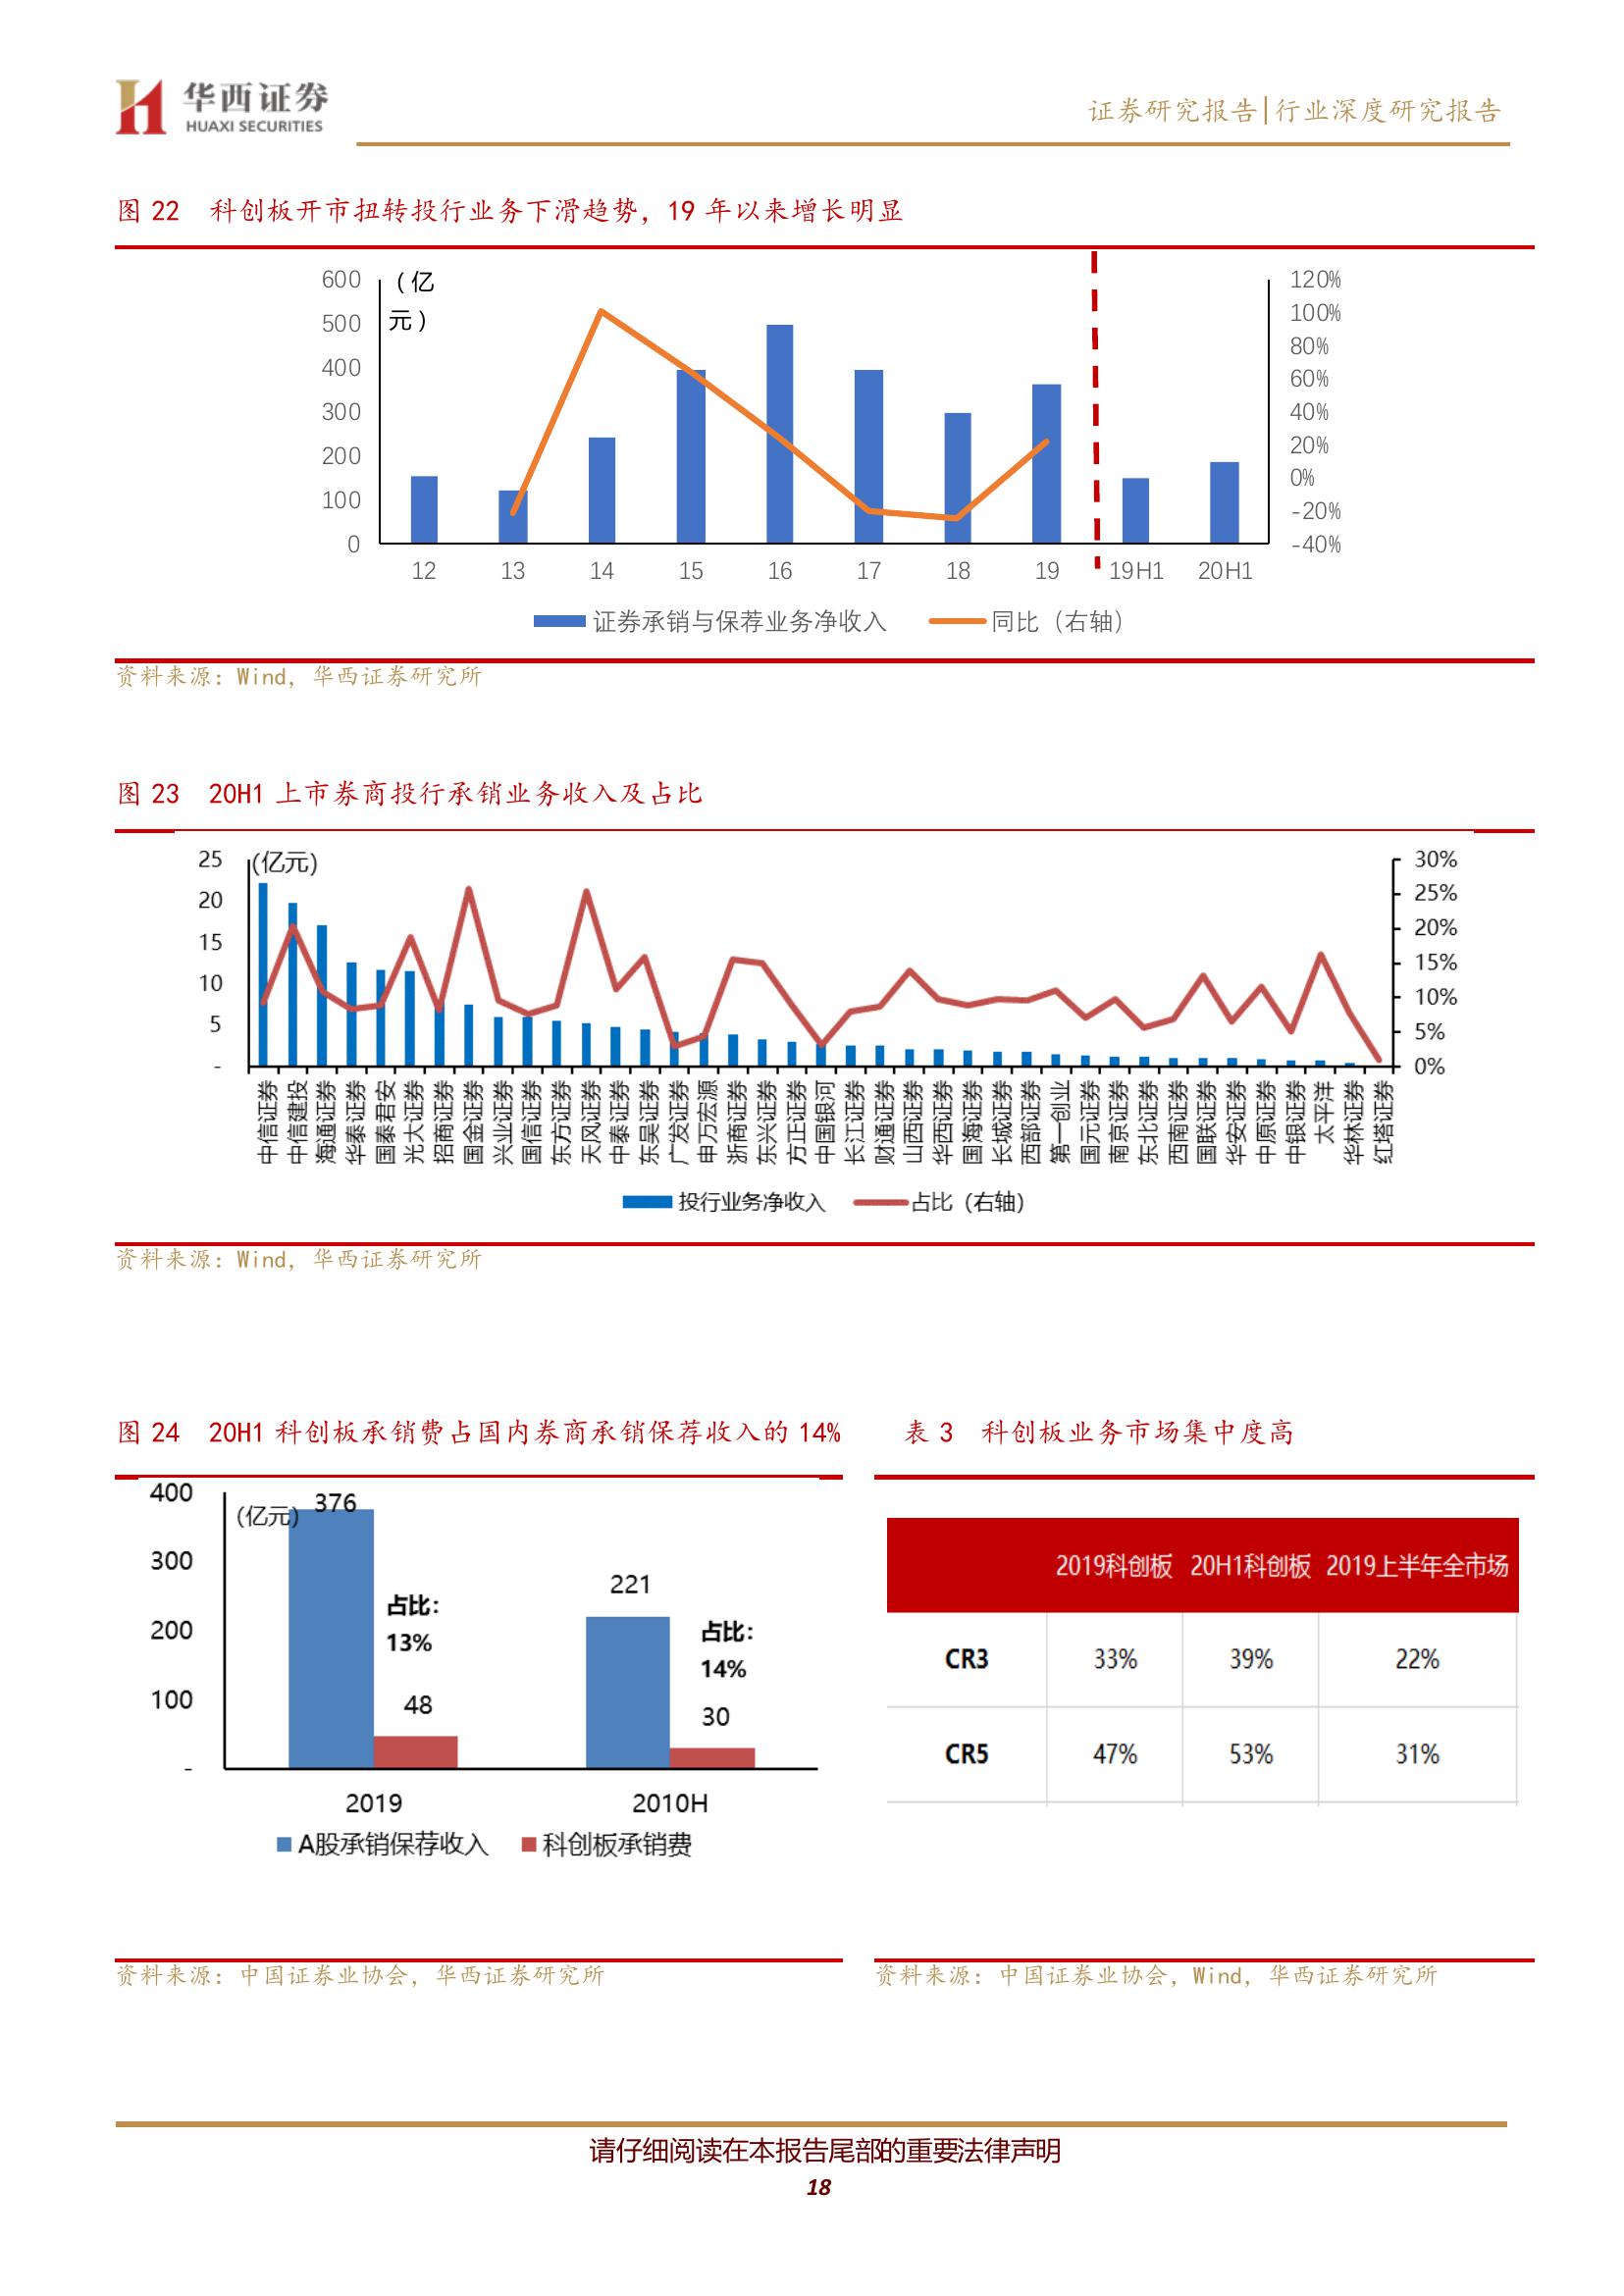 华西证券
HUAXI SECURITIES
证券研究报告|行业深度研究报告
图 22 科创板开市扭转投行业务下滑趋势，19 年以来增长明显
(亿
元)
600
500
400
300
200
100
0
120%
100%
80%
60%
40%
20%
0%
-20%
-40%
12 13 14 15 16 17 18 19 19H1 20H1
证券承销与保荐业务净收入 同比（右轴）
资料来源：Wind，华西证券研究所
图 23 20H1 上市券商投行承销业务收入及占比
(亿元)
25
20
15
10
5
-
30%
25%
20%
15%
10%
5%
0%
中信证券
中信建投
海通证券
华泰证券
国泰君安
光大证券
招商证券
国金证券
兴业证券
国信证券
东方证券
天风证券
中泰证券
东吴证券
广发证券
申万宏源
浙商证券
东兴证券
方正证券
中国银河
长江证券
财通证券
山西证券
华西证券
国海证券
长城证券
西部证券
第一创业
国元证券
南京证券
东北证券
西南证券
国联证券
华安证券
中原证券
中银证券
太平洋
华林证券
红塔证券
投行业务净收入 占比（右轴）
资料来源：Wind，华西证券研究所
图 24 20H1 科创板承销费占国内券商承销保荐收入的 14%
400
300
200
100
-
(亿元)
376
占比：
13%
48
221
占比：
14%
30
2019 2010H
A股承销保荐收入 科创板承销费
资料来源：中国证券业协会，华西证券研究所
表 3 科创板业务市场集中度高
2019科创板 20H1科创板 2019上半年全市场
CR3 33% 39% 22%
CR5 47% 53% 31%
资料来源：中国证券业协会，Wind，华西证券研究所
请仔细阅读在本报告尾部的重要法律声明
18